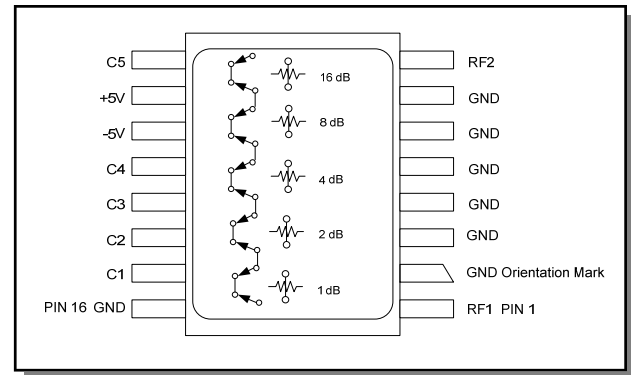 C5
+5V
-5V
C4
C3
C2
C1
PIN 16 GND
16 dB
8 dB
4 dB
2 dB
1 dB
RF2
GND
GND
GND
GND
GND
GND Orientation Mark
RF1 PIN 1